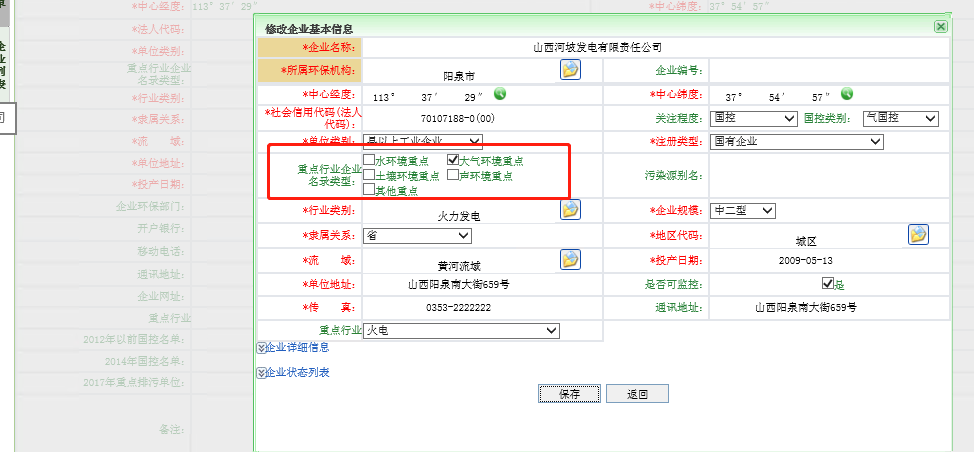 *中心经度: 113° 37′ 29″
*中心纬度: 37° 54′ 57″
*法人代码:
*单位类别:
重点行业企业
名录类型:
*行业类别:
*隶属关系:
*流　　域:
*单位地址:
*投产日期:
企业环保部门:
开户银行:
移动电话:
通讯地址:
企业网址:
重点行业
2012年以前国控名单:
2014年国控名单:
2017年重点排污单位:
备注:
企
业
列
表
修改企业基本信息
*企业名称: 山西河坡发电有限责任公司
*所属环保机构: 阳泉市 企业编号:
*中心经度: 113° 37′ 29″ *中心纬度: 37° 54′ 57″
*社会信用代码(法人
代码): 70107188-0(00) 关注程度: 国控 国控类别: 气国控
*单位类别: 县以上工业企业 *注册类型: 国有企业
重点行业企业
名录类型: 水环境重点 大气环境重点
土壤环境重点 声环境重点
其他重点
污染源别名:
*行业类别: 火力发电 *企业规模: 中二型
*隶属关系: 省 *地区代码: 城区
*流　　域: 黄河流域 *投产日期: 2009-05-13
*单位地址: 山西阳泉南大街659号 是否可监控: 是
*传　　真: 0353-2222222 通讯地址: 山西阳泉南大街659号
重点行业 火电
企业详细信息
企业状态列表
保存 返回